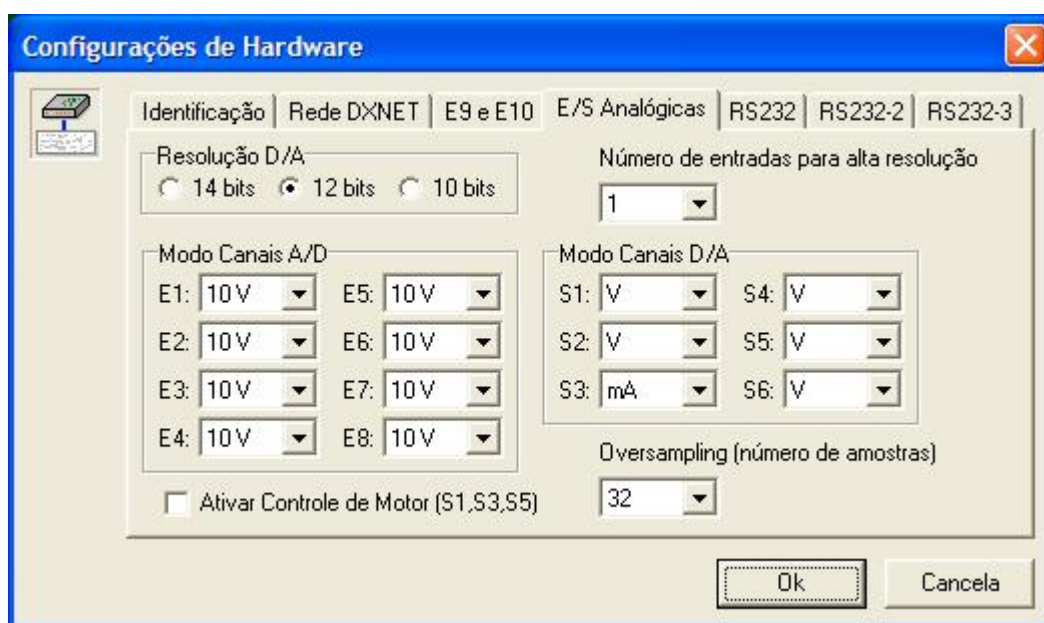 Configurações de Hardware
Identificação Rede DXNET E9 e E10 E/S Analógicas RS232 RS232-2 RS232-3
Resolução D/A
14 bits 12 bits 10 bits
Número de entradas para alta resolução
1
Modo Canais A/D
E1: 10V E5: 10V
E2: 10V E6: 10V
E3: 10V E7: 10V
E4: 10V E8: 10V
Modo Canais D/A
S1: V S4: V
S2: V S5: V
S3: mA S6: V
Ativar Controle de Motor (S1,S3,S5)
Oversampling (número de amostras)
32
Ok Cancela